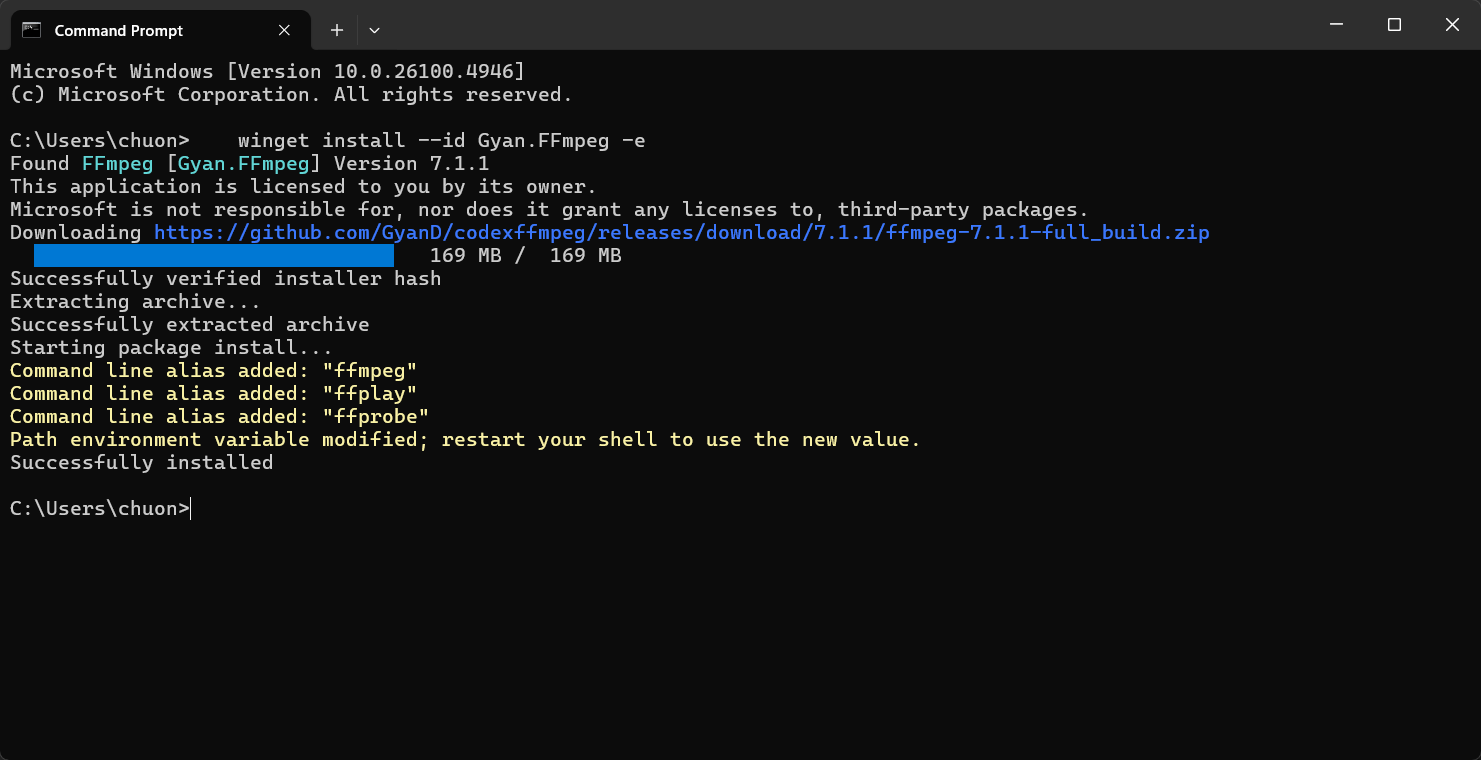 Command Prompt
Microsoft Windows [Version 10.0.26100.4946]
(c) Microsoft Corporation. All rights reserved.
C:\Users\chuon>    winget install --id Gyan.FFmpeg -e
Found FFmpeg [Gyan.FFmpeg] Version 7.1.1
This application is licensed to you by its owner.
Microsoft is not responsible for, nor does it grant any licenses to, third-party packages.
Downloading https://github.com/GyanD/codexffmpeg/releases/download/7.1.1/ffmpeg-7.1.1-full_build.zip
169 MB /  169 MB
Successfully verified installer hash
Extracting archive...
Successfully extracted archive
Starting package install...
Command line alias added: "ffmpeg"
Command line alias added: "ffplay"
Command line alias added: "ffprobe"
Path environment variable modified; restart your shell to use the new value.
Successfully installed
C:\Users\chuon>